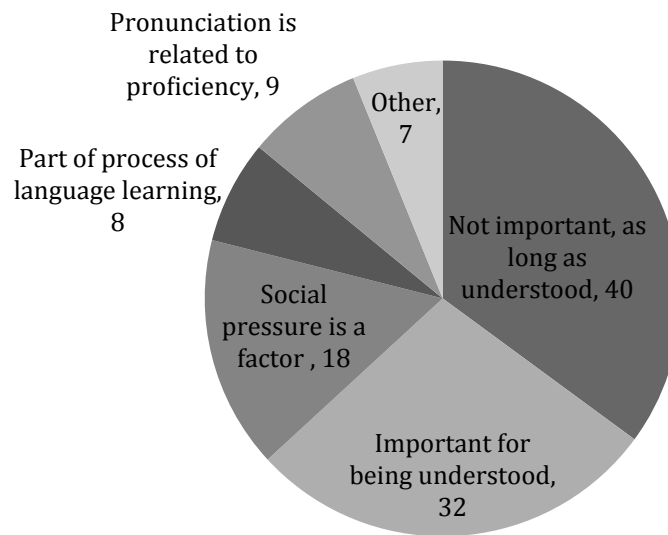 Pronunciation is
related to
proficiency, 9
Other,
7
Part of process of
language learning,
8
Not important, as
long as
understood, 40
Social
pressure is a
factor , 18
Important for
being understood,
32